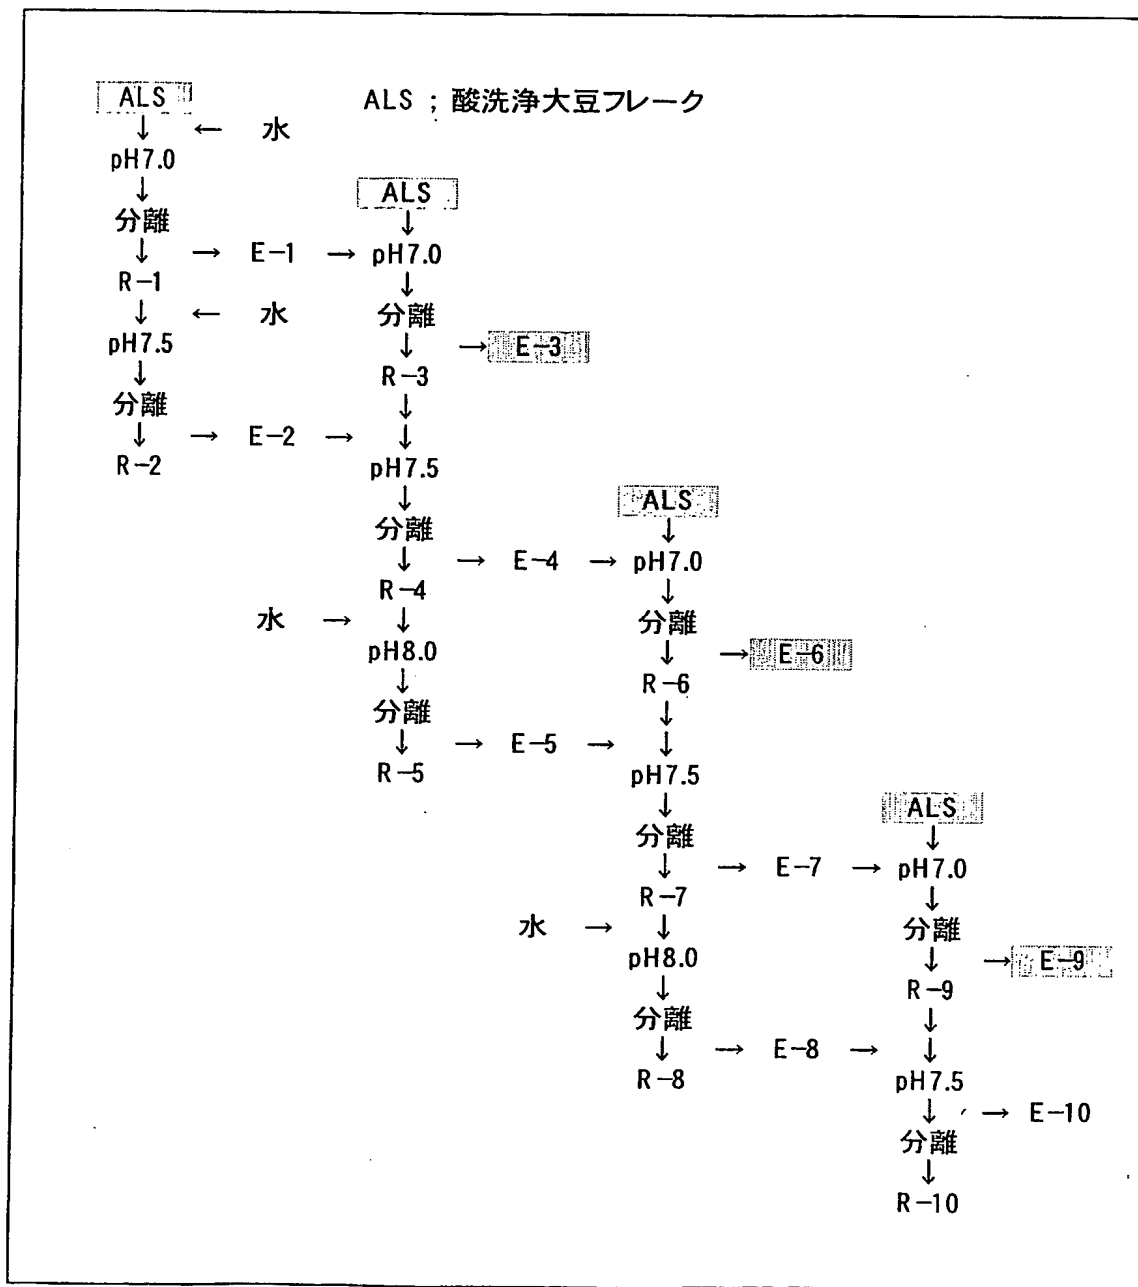 ALS
ALS ; 酸洗浄大豆フレーク
↓ ← 水
pH7.0
↓
ALS
分離
↓
↓ → E-1 → pH7.0
R-1
↓
↓ ← 水
分離
pH7.5
↓ → E-3
↓
R-3
分離
↓
↓ → E-2 → ↓
R-2
pH7.5
↓
ALS
分離
↓
↓ → E-4 → pH7.0
R-4
↓
水 → ↓
分離
pH8.0
↓ → E-6
↓
R-6
分離
↓
↓ → E-5 → ↓
R-5
pH7.5
↓
ALS
分離
↓
↓ → E-7 → pH7.0
R-7
↓
水 → ↓
分離
pH8.0
↓ → E-9
↓
R-9
分離
↓
↓ → E-8 → ↓
R-8
pH7.5
↓ → E-10
分離
↓
R-10